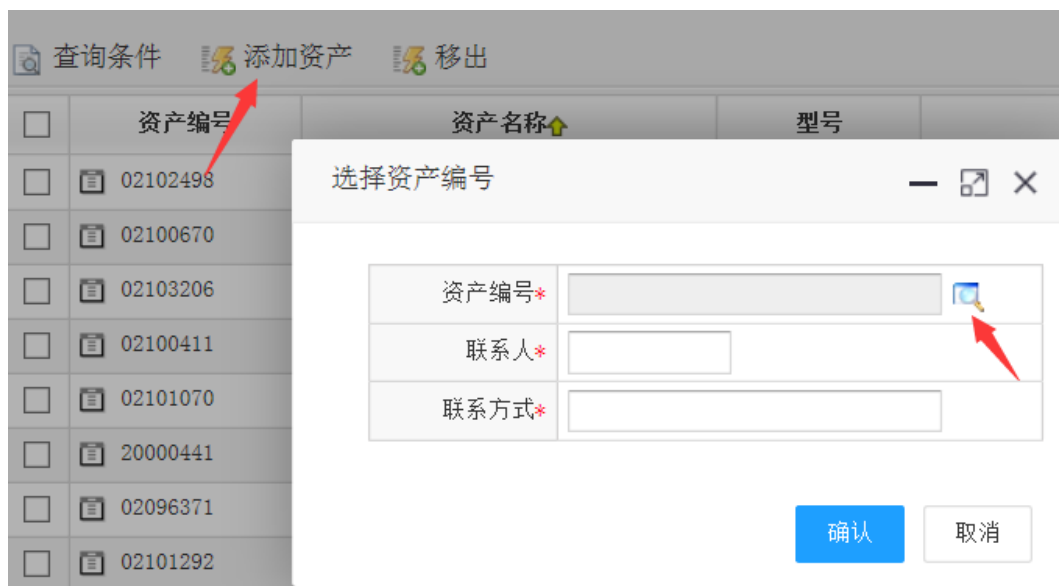 查询条件 添加资产 移出
资产编号 资产名称 型号
02102498
选择资产编号
02100670
02103206
资产编号*
02100411
联系人*
02101070
联系方式*
20000441
02096371
确认 取消
02101292